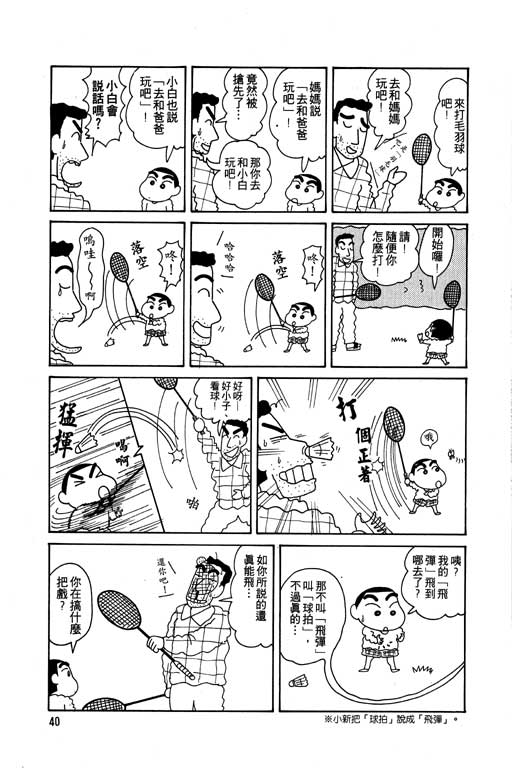 來打毛羽球
吧！
去和媽媽
玩吧！
媽媽說
「去和爸爸
玩吧」！
竟然被
搶先了…
那你去
和小白
玩吧！
小白也說
「去和爸爸
玩吧」！
小白會
說話嗎？
開始囉！
請！
隨便你
怎麼打！
咚！
落空
哈哈哈
咚！
落空
嗚哇～～啊
哦
打個正著
好呀
好小子，
看球！
啪
嗚啊
猛揮
咦？
我的「飛
彈」飛到
哪去了？
那不叫「飛彈」
叫「球拍」，
不過真的…
如你所說的還
真能飛…
還你吧！
你在搞什麼
把戲？
※小新把「球拍」說成「飛彈」。
40